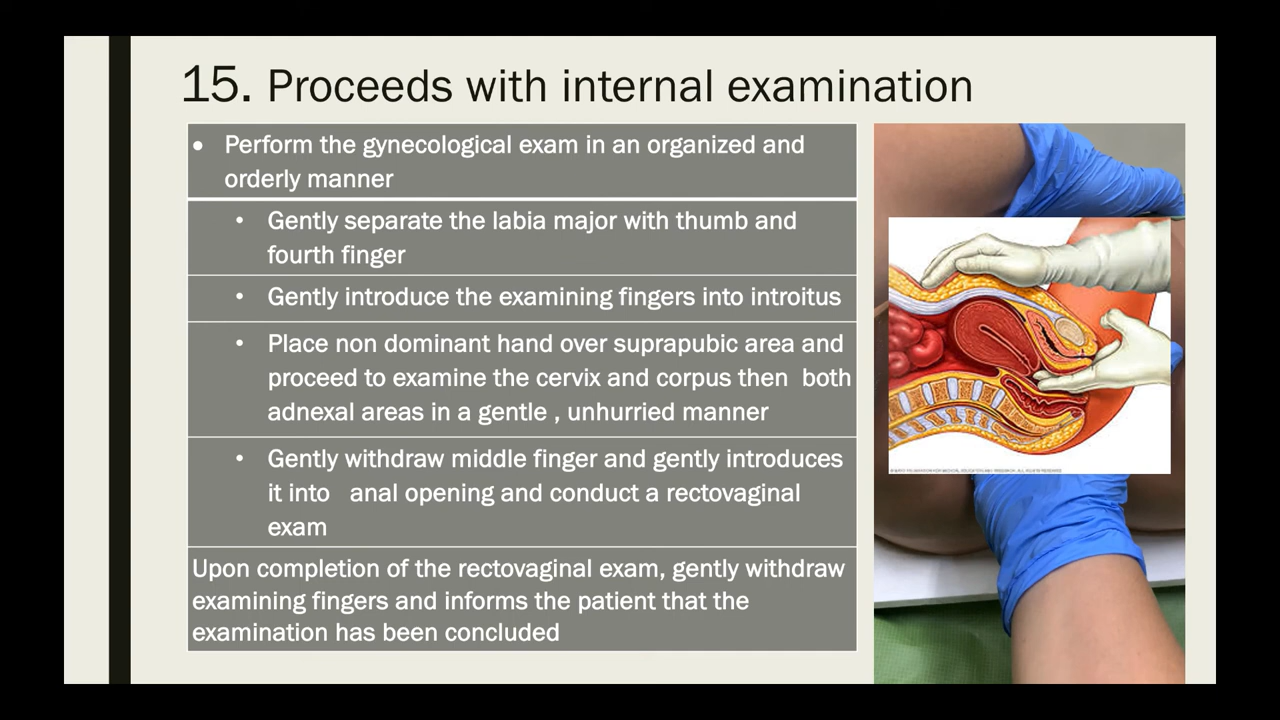 15. Proceeds with internal examination
• Perform the gynecological exam in an organized and
orderly manner
• Gently separate the labia major with thumb and
fourth finger
• Gently introduce the examining fingers into introitus
• Place non dominant hand over suprapubic area and
proceed to examine the cervix and corpus then both
adnexal areas in a gentle , unhurried manner
• Gently withdraw middle finger and gently introduces
it into anal opening and conduct a rectovaginal
exam
Upon completion of the rectovaginal exam, gently withdraw
examining fingers and informs the patient that the
examination has been concluded